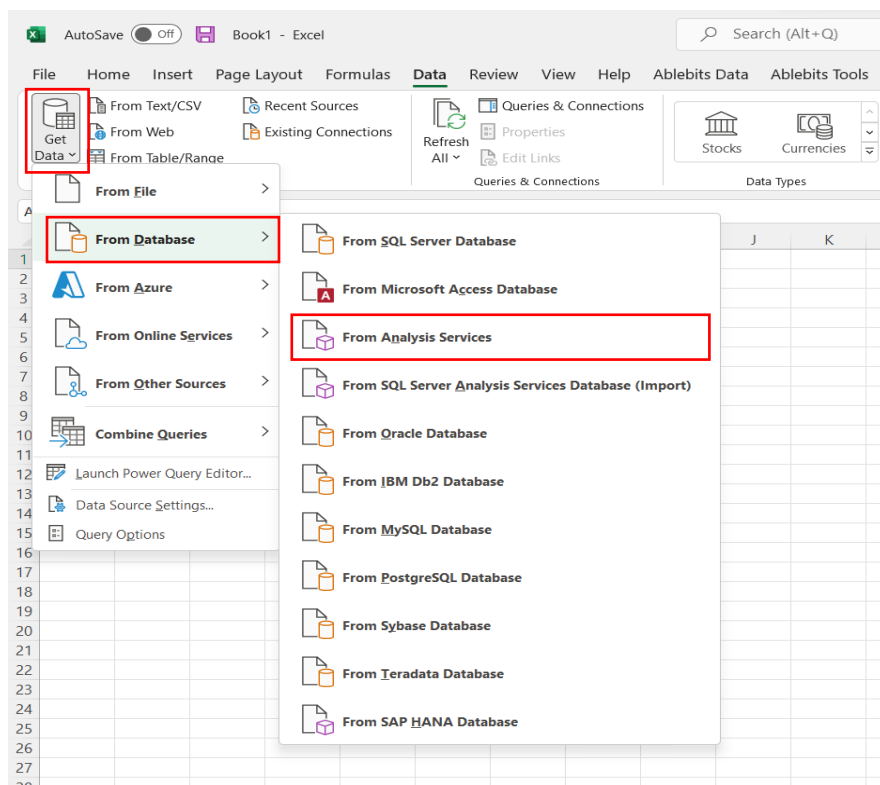 AutoSave Off Book1 - Excel Search (Alt+Q)
File Home Insert Page Layout Formulas Data Review View Help Ablebits Data Ablebits Tools
Get
Data
From Text/CSV
From Web
From Table/Range
Recent Sources
Existing Connections
Refresh
All
Queries & Connections
Properties
Edit Links
Queries & Connections
Stocks
Currencies
Data Types
From File
From Database
From Azure
From Online Services
From Other Sources
Combine Queries
Launch Power Query Editor...
Data Source Settings...
Query Options
From SQL Server Database
From Microsoft Access Database
From Analysis Services
From SQL Server Analysis Services Database (Import)
From Oracle Database
From IBM Db2 Database
From MySQL Database
From PostgreSQL Database
From Sybase Database
From Teradata Database
From SAP HANA Database
J K
1
2
3
4
5
6
7
8
9
10
11
12
13
14
15
16
17
18
19
20
21
22
23
24
25
26
27